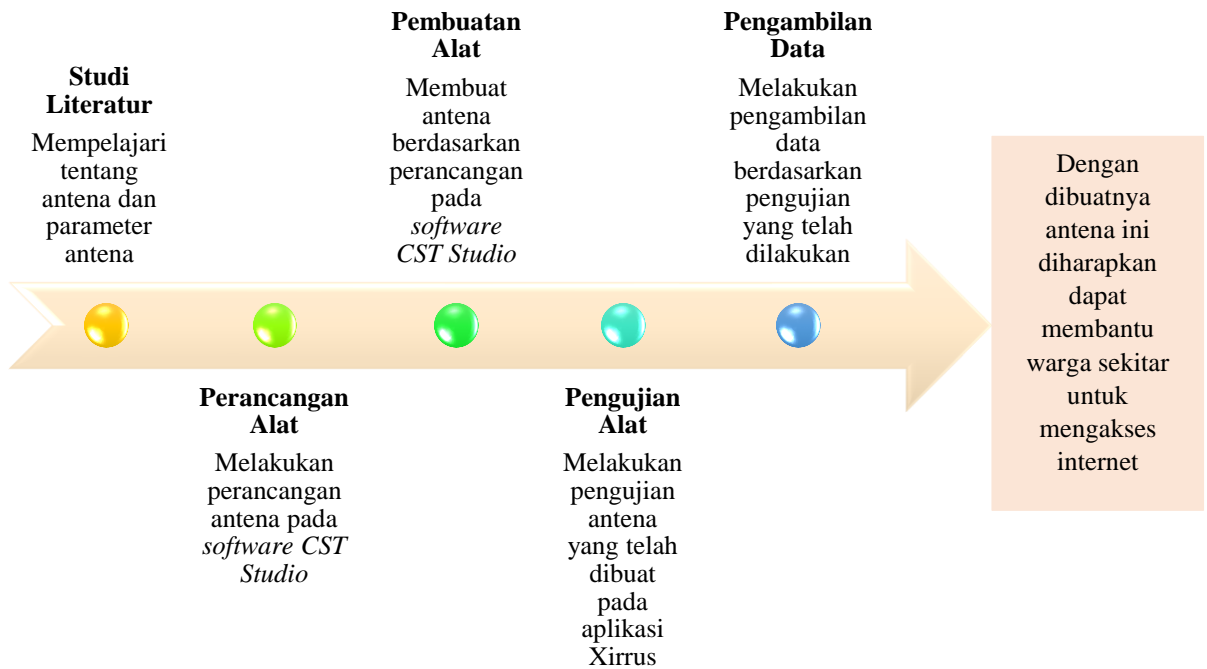 Studi
Literatur
Mempelajari
tentang
antena dan
parameter
antena
Perancangan
Alat
Melakukan
perancangan
antena pada
software CST
Studio
Pembuatan
Alat
Membuat
antena
berdasarkan
perancangan
pada
software
CST Studio
Pengujian
Alat
Melakukan
pengujian
antena
yang telah
dibuat
pada
aplikasi
Xirrus
Pengambilan
Data
Melakukan
pengambilan
data
berdasarkan
pengujian
yang telah
dilakukan
Dengan
dibuatnya
antena ini
diharapkan
dapat
membantu
warga sekitar
untuk
mengakses
internet